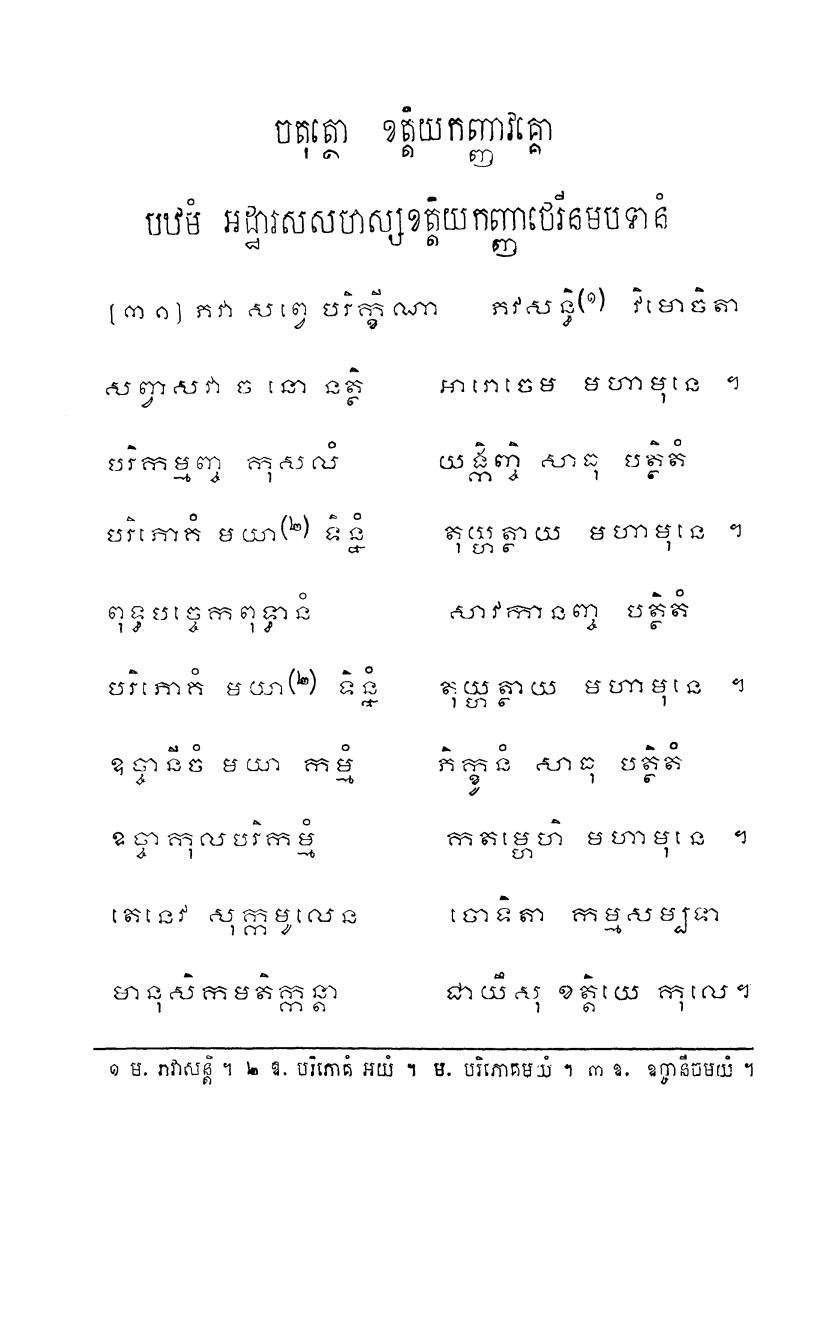 ចតុត្ថោ ខត្តិយកញ្ញាវគ្គោ
បឋមំ អដ្ឋារសសហស្សខត្តិយកញ្ញាថេរីនមបទានំ
[៣១] ភវា សព្វេ បរិក្ខីណា ភវសន្ធិ(១) វិមោចិតា
សព្វាសវា ច នោ នត្ថិ អារោចេម មហាមុនេ ។
បរិកម្មញ្ច កុសលំ យង្កិញ្ចិ សាធុ បត្ថិតំ
បរិភោគំ មយា(២) ទិន្នំ តុយ្ហត្ថាយ មហាមុនេ ។
ពុទ្ធបច្ចេកពុទ្ធានំ សាវកានញ្ច បត្ថិតំ
បរិភោគំ មយា(២) ទិន្នំ តុយ្ហត្ថាយ មហាមុនេ ។
ឧច្ចានីចំ មយា កម្មំ ភិក្ខូនំ សាធុ បត្ថិតំ
ឧច្ចាកុលបរិកម្មំ កតម្ហេហិ មហាមុនេ ។
តេនេវ សុក្កមូលេន ចោទិតា កម្មសម្បទា
មានុសិកមតិក្កន្តា ជាយឹសុ ខត្តិយេ កុលេ។
១ ម. ភវាសន្តិ ។ ២ ឱ. បរិភោគំ អយំ ។ ម. បរិភោគមយំ ។ ៣ ឱ. ឧច្ចានីចមយំ ។